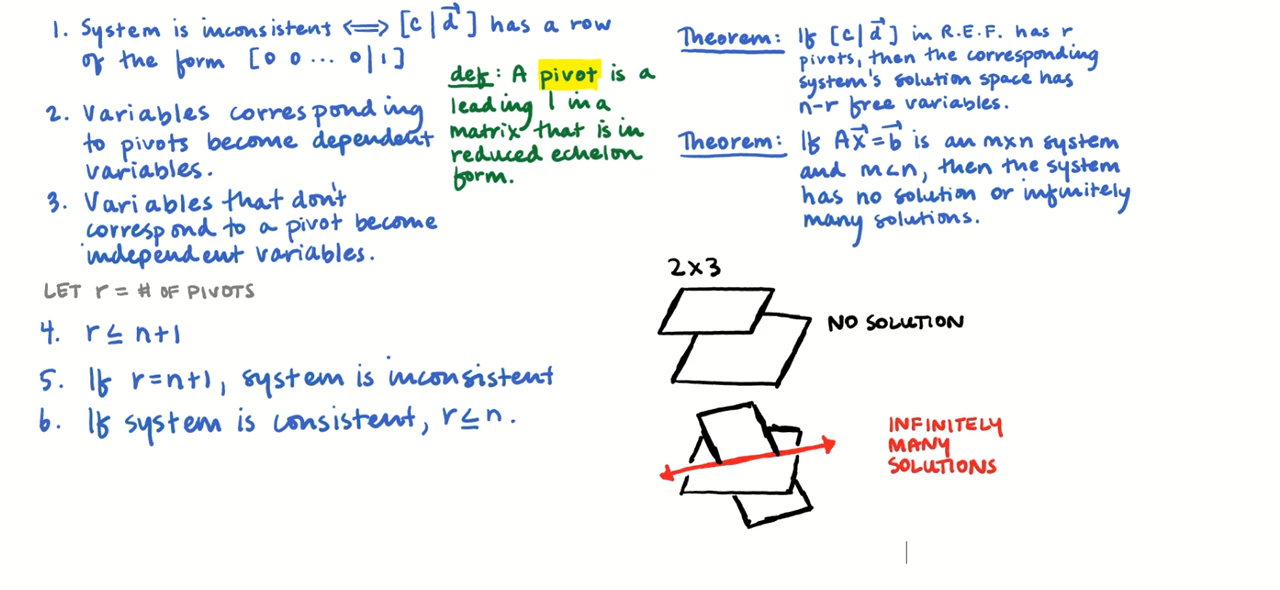 1. System is inconsistent ⟺ [C|d⃗] has a row
of the form [0 0 ... 0|1]
def: A pivot is a
leading 1 in a
matrix that is in
reduced echelon
form.
2. Variables corresponding
to pivots become dependent
variables.
3. Variables that don't
correspond to a pivot become
independent variables.
LET r = # OF PIVOTS
4. r ≤ n+1
5. If r=n+1, system is inconsistent
6. If system is consistent, r ≤ n.
Theorem: If [C|d⃗] in R.E.F. has r
pivots, then the corresponding
system's solution space has
n-r free variables.
Theorem: If Ax⃗=b⃗ is an mxn system
and m<n, then the system
has no solution or infinitely
many solutions.
2x3
NO SOLUTION
INFINITELY
MANY
SOLUTIONS